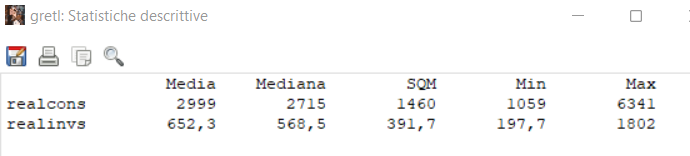 gretl: Statistiche descrittive
Media Mediana SQM Min Max
realcons 2999 2715 1460 1059 6341
realinvs 652,3 568,5 391,7 197,7 1802